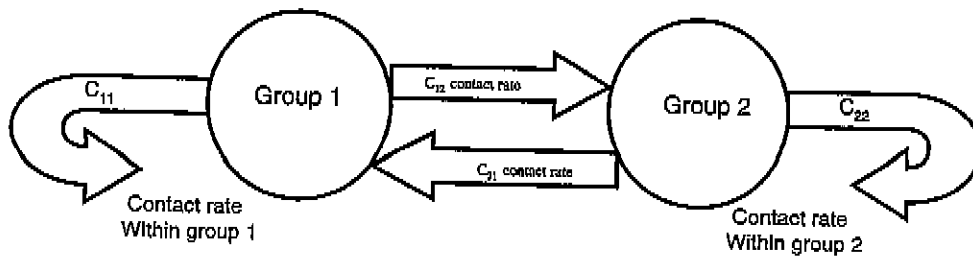 C11
Group 1
C12 contact rate
Group 2
C22
C21 contact rate
Contact rate
Within group 1
Contact rate
Within group 2